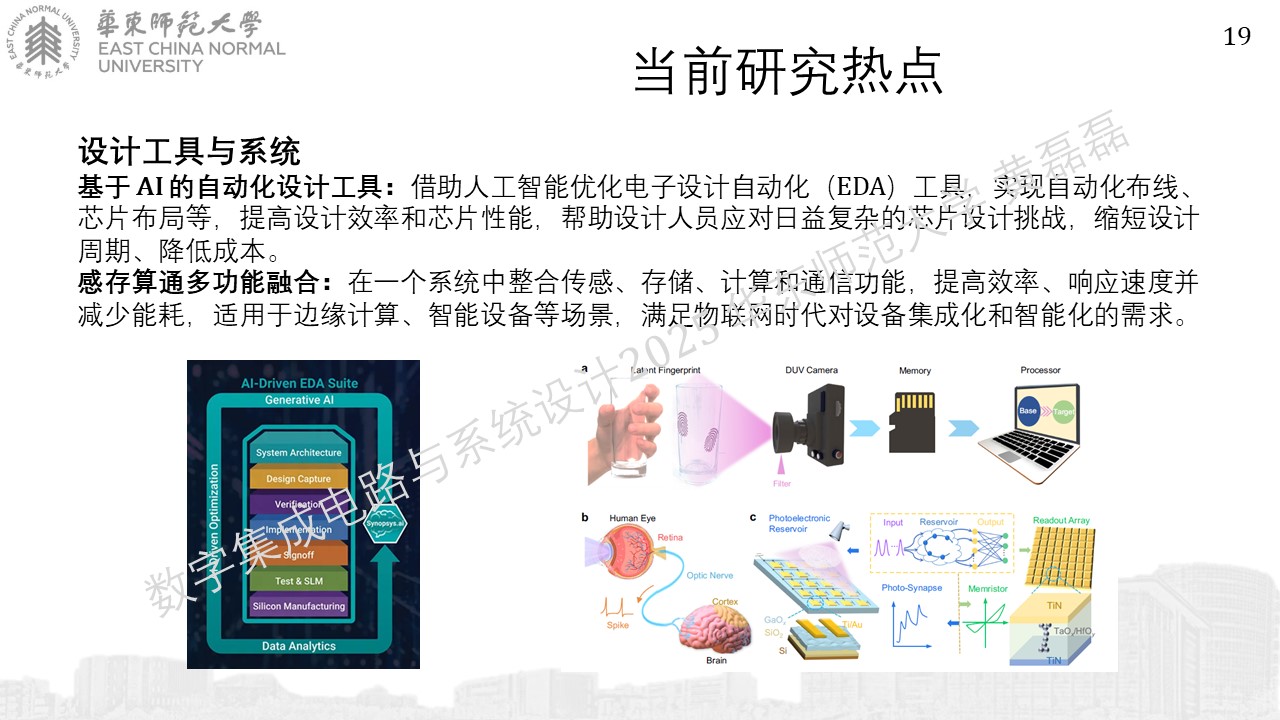 華東師範大學
EAST CHINA NORMAL
UNIVERSITY
EAST CHINA NORMAL UNIVERSITY
華東师范大学
19
当前研究热点
设计工具与系统
基于 AI 的自动化设计工具：借助人工智能优化电子设计自动化（EDA）工具，实现自动化布线、
芯片布局等，提高设计效率和芯片性能，帮助设计人员应对日益复杂的芯片设计挑战，缩短设计
周期、降低成本。
感存算通多功能融合：在一个系统中整合传感、存储、计算和通信功能，提高效率、响应速度并
减少能耗，适用于边缘计算、智能设备等场景，满足物联网时代对设备集成化和智能化的需求。
数字集成电路与系统设计2025 华东师范大学 黄磊磊
AI-Driven EDA Suite
Generative AI
System Architecture
Design Capture
Verification
Implementation
Signoff
Test & SLM
Silicon Manufacturing
AI-Driven Optimization
Synopsys.ai
Data Analytics
a
Latent Fingerprint
DUV Camera
Memory
Processor
Base
Target
Filter
b
Human Eye
Retina
Optic Nerve
Spike
Cortex
Brain
c
Photoelectronic
Reservoir
Input
Reservoir
Output
Readout Array
Photo-Synapse
Memristor
GaOx
SiO2
Si
Ti/Au
TiN
TaOx/HfOy
TiN